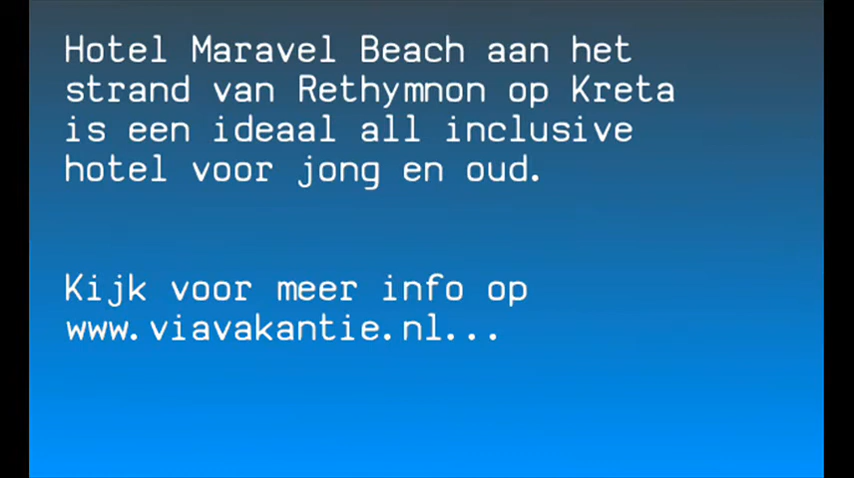 Hotel Maravel Beach aan het
strand van Rethymnon op Kreta
is een ideaal all inclusive
hotel voor jong en oud.
Kijk voor meer info op
www.viavakantie.nl...